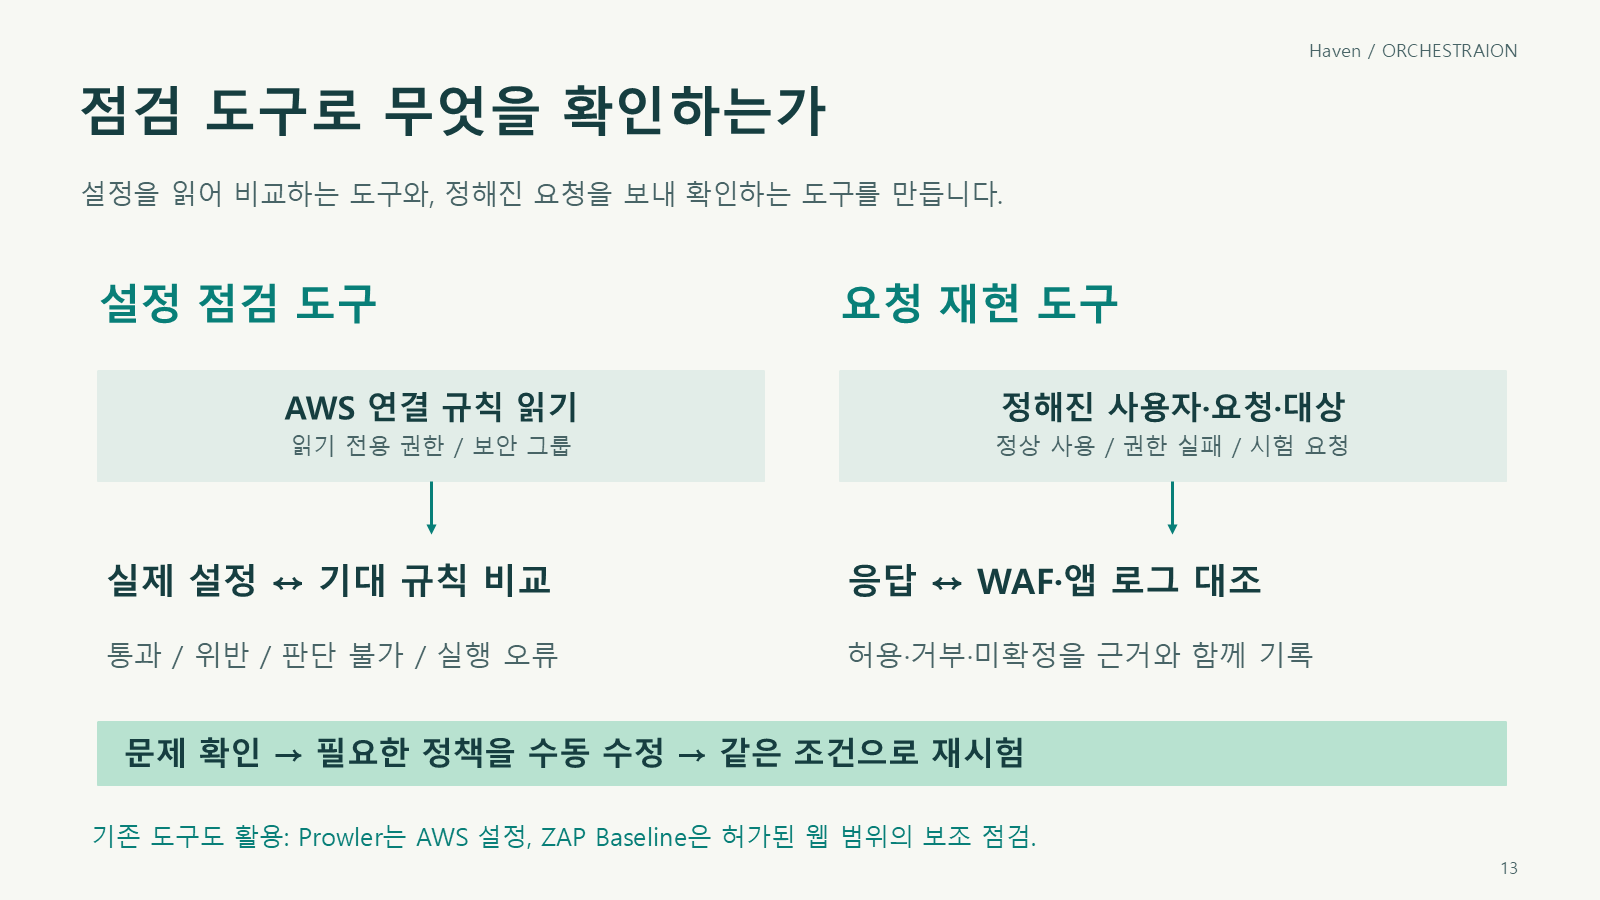 Haven / ORCHESTRAION
점검 도구로 무엇을 확인하는가
설정을 읽어 비교하는 도구와, 정해진 요청을 보내 확인하는 도구를 만듭니다.
설정 점검 도구
AWS 연결 규칙 읽기
읽기 전용 권한 / 보안 그룹
실제 설정 ↔ 기대 규칙 비교
통과 / 위반 / 판단 불가 / 실행 오류
요청 재현 도구
정해진 사용자·요청·대상
정상 사용 / 권한 실패 / 시험 요청
응답 ↔ WAF·앱 로그 대조
허용·거부·미확정을 근거와 함께 기록
문제 확인 → 필요한 정책을 수동 수정 → 같은 조건으로 재시험
기존 도구도 활용: Prowler는 AWS 설정, ZAP Baseline은 허가된 웹 범위의 보조 점검.
13